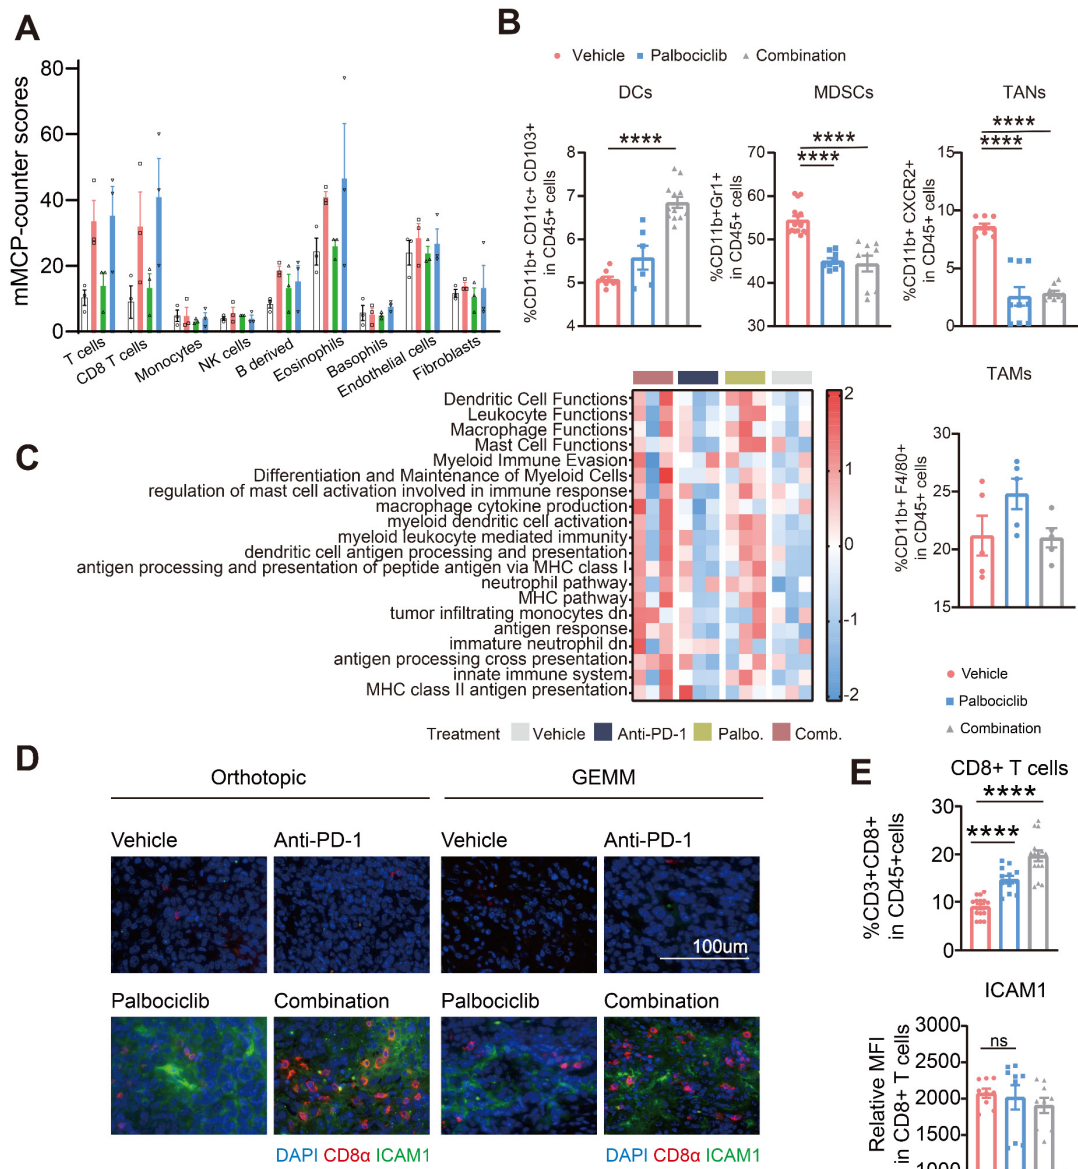 A
mMCP-counter scores
80
60
40
20
0
T cells
CD8 T cells
Monocytes
NK cells
B derived
Eosinophils
Basophils
Endothelial cells
Fibroblasts
B
Vehicle
Palbociclib
Combination
DCs
%CD11b+ CD11c+ CD103+
in CD45+ cells
8
7
6
5
4
****
MDSCs
%CD11b+Gr1+
in CD45+ cells
70
60
50
40
30
****
****
TANs
%CD11b+ CXCR2+
in CD45+ cells
15
10
5
0
****
****
TAMs
%CD11b+ F4/80+
in CD45+ cells
30
25
20
15
Vehicle
Palbociclib
Combination
C
Dendritic Cell Functions
Leukocyte Functions
Macrophage Functions
Mast Cell Functions
Myeloid Immune Evasion
Differentiation and Maintenance of Myeloid Cells
regulation of mast cell activation involved in immune response
macrophage cytokine production
myeloid dendritic cell activation
myeloid leukocyte mediated immunity
dendritic cell antigen processing and presentation
antigen processing and presentation of peptide antigen via MHC class I
neutrophil pathway
MHC pathway
tumor infiltrating monocytes dn
antigen response
immature neutrophil dn
antigen processing cross presentation
innate immune system
MHC class II antigen presentation
2
1
0
-1
-2
Treatment
Vehicle
Anti-PD-1
Palbo.
Comb.
D
Orthotopic
GEMM
Vehicle
Anti-PD-1
Vehicle
Anti-PD-1
100um
Palbociclib
Combination
Palbociclib
Combination
DAPI CD8α ICAM1
DAPI CD8α ICAM1
E
CD8+ T cells
%CD3+CD8+
in CD45+cells
30
20
10
0
****
****
ICAM1
Relative MFI
in CD8+ T cells
3000
2500
2000
1500
1000
ns